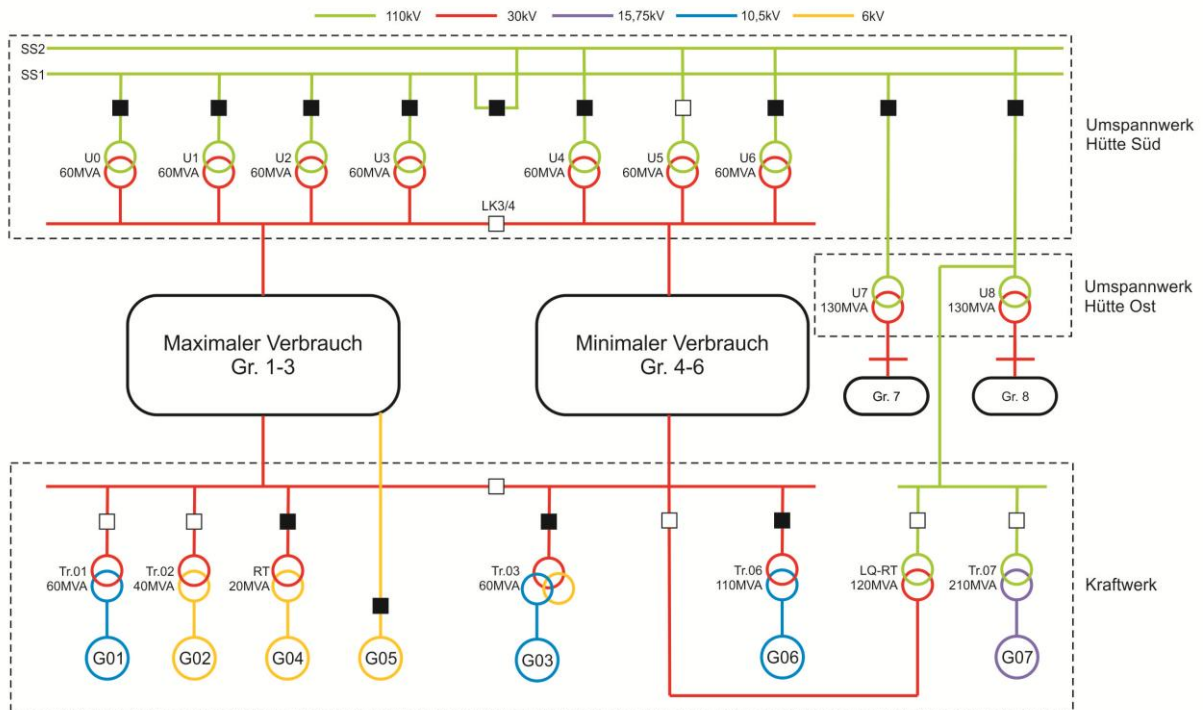 110kV
30kV
15,75kV
10,5kV
6kV
SS2
SS1
U0
60MVA
U1
60MVA
U2
60MVA
U3
60MVA
U4
60MVA
U5
60MVA
U6
60MVA
Umspannwerk
Hütte Süd
LK3/4
U7
130MVA
U8
130MVA
Umspannwerk
Hütte Ost
Maximaler Verbrauch
Gr. 1-3
Minimaler Verbrauch
Gr. 4-6
Gr. 7
Gr. 8
Tr.01
60MVA
Tr.02
40MVA
RT
20MVA
Tr.03
60MVA
Tr.06
110MVA
LQ-RT
120MVA
Tr.07
210MVA
Kraftwerk
G01
G02
G04
G05
G03
G06
G07